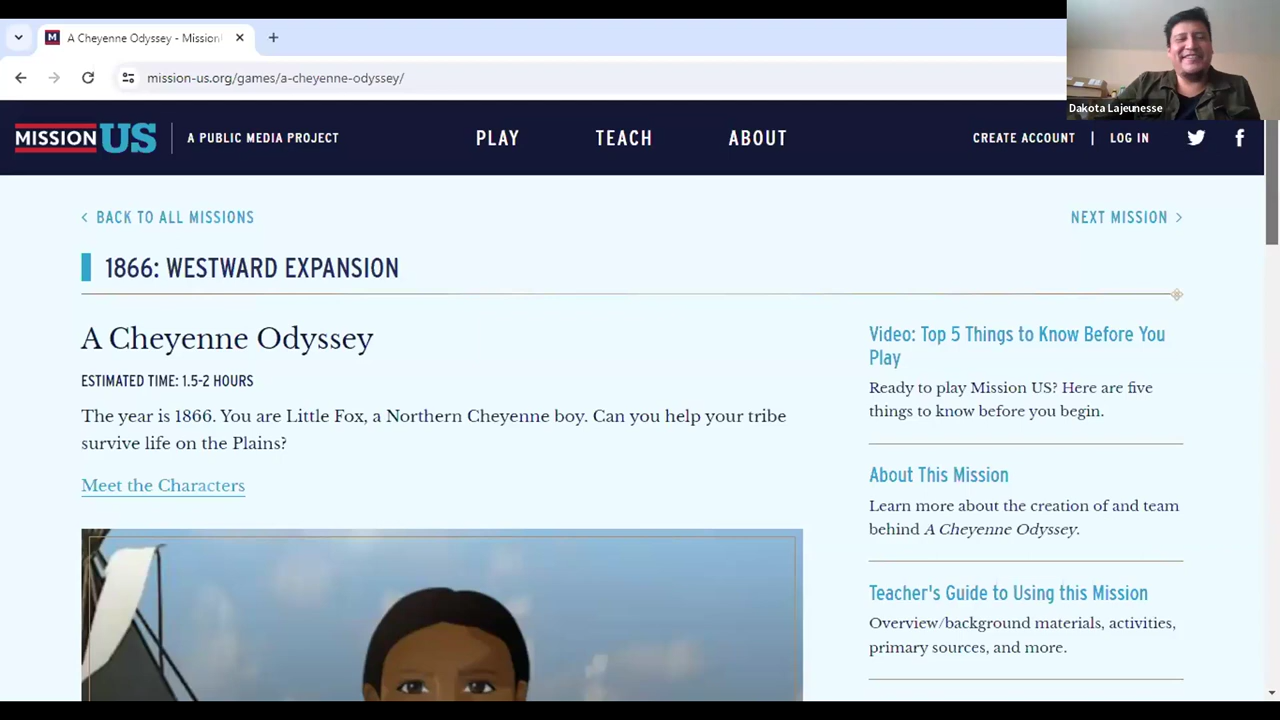 A Cheyenne Odyssey - Mission
mission-us.org/games/a-cheyenne-odyssey/
Dakota Lajeunesse
MISSION US
A PUBLIC MEDIA PROJECT
PLAY
TEACH
ABOUT
CREATE ACCOUNT | LOG IN
< BACK TO ALL MISSIONS
NEXT MISSION >
1866: WESTWARD EXPANSION
A Cheyenne Odyssey
ESTIMATED TIME: 1.5-2 HOURS
The year is 1866. You are Little Fox, a Northern Cheyenne boy. Can you help your tribe
survive life on the Plains?
Meet the Characters
Video: Top 5 Things to Know Before You
Play
Ready to play Mission US? Here are five
things to know before you begin.
About This Mission
Learn more about the creation of and team
behind A Cheyenne Odyssey.
Teacher's Guide to Using this Mission
Overview/background materials, activities,
primary sources, and more.